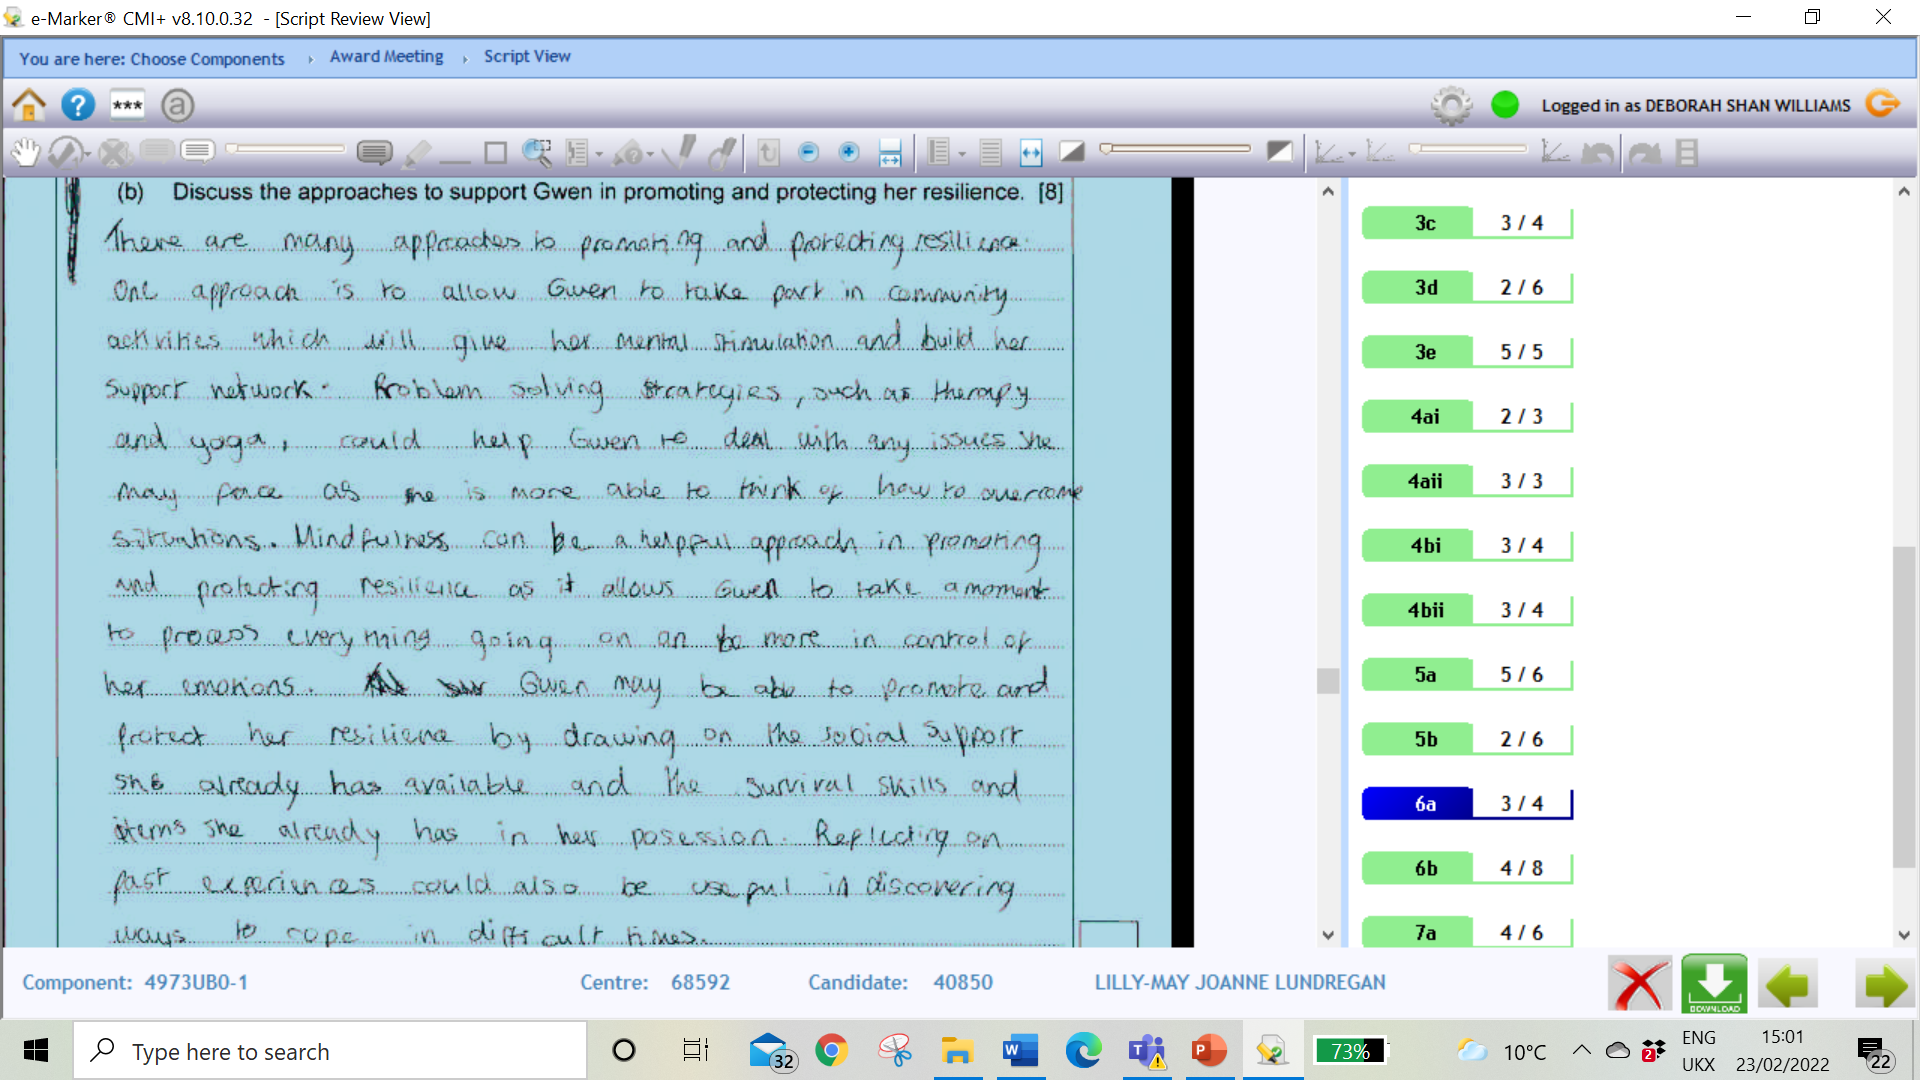 e-Marker® CMI+ v8.10.0.32 - [Script Review View]
You are here: Choose Components › Award Meeting › Script View
? *** a
Logged in as DEBORAH SHAN WILLIAMS
(b) Discuss the approaches to support Gwen in promoting and protecting her resilience. [8]
There are many approaches to promoting and protecting resilience.
One approach is to allow Gwen to take part in community
activities which will give her mental stimulation and build her
support network. Problem solving strategies, such as therapy
and yoga, could help Gwen to deal with any issues she
may face as she is more able to think of how to overcome
situations. Mindfulness can be a helpful approach in promoting
and protecting resilience as it allows Gwen to take a moment
to process everything going on an be more in control of
her emotions. Gwen may be able to promote and
protect her resilience by drawing on the social support
she already has available and the survival skills and
items she already has in her posession. Reflecting on
past experiences could also be useful in discovering
ways to cope in difficult times.
3c 3 / 4
3d 2 / 6
3e 5 / 5
4ai 2 / 3
4aii 3 / 3
4bi 3 / 4
4bii 3 / 4
5a 5 / 6
5b 2 / 6
6a 3 / 4
6b 4 / 8
7a 4 / 6
Component: 4973UB0-1 Centre: 68592 Candidate: 40850 LILLY-MAY JOANNE LUNDREGAN
DOWNLOAD
Type here to search
32
73%
10°C
2
ENG
UKX
15:01
23/02/2022
22